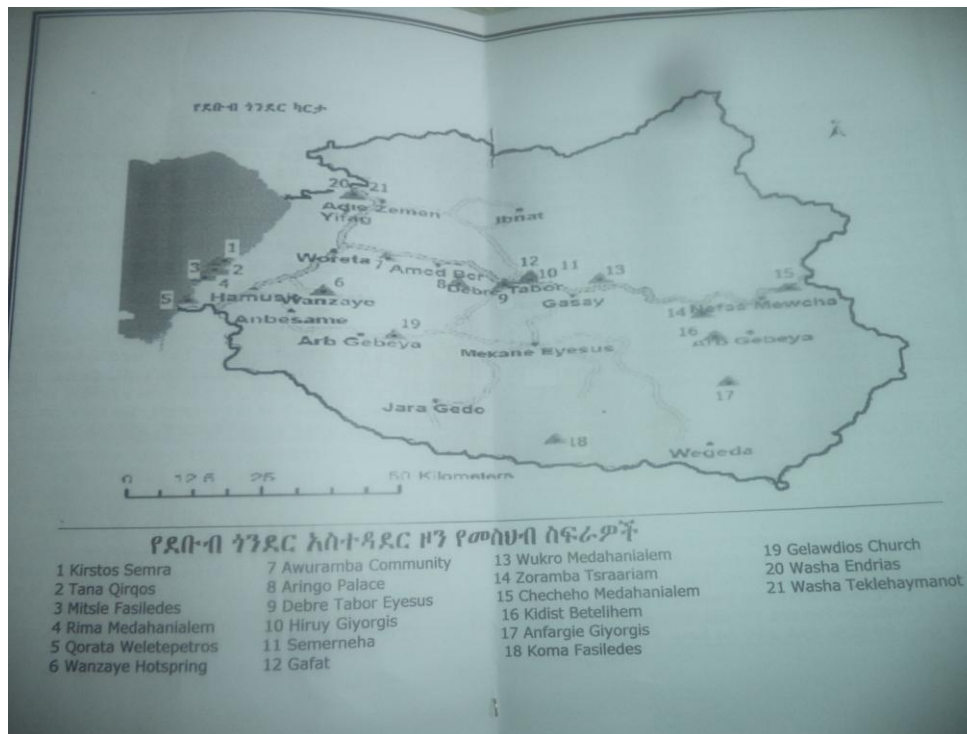 የደቡብ ጎንደር ካርታ
20 21
Adis Zemen
Yifag
Ibnat
1
Woreta
7
Amed Ber
12
11
3
2
8
10
13
15
4
6
Debre Tabor
Hamusit
Wanzaye
9
Gasay
Nefas Mewcha
5
14
Anbesame
19
16
Arb Gebeya
Mekane Eyesus
Arb Gebeya
17
Jara Gedo
18
Wegeda
0 12.5 25 50 Kilometers
የደቡብ ጎንደር አስተዳደር ዞን የመስህብ ስፍራዎች
1 Kirstos Semra
2 Tana Qirqos
3 Mitsle Fasiledes
4 Rima Medahanialem
5 Qorata Weletepetros
6 Wanzaye Hotspring
7 Awuramba Community
8 Aringo Palace
9 Debre Tabor Eyesus
10 Hiruy Giyorgis
11 Semerneha
12 Gafat
13 Wukro Medahanialem
14 Zoramba Tsraariam
15 Checheho Medahanialem
16 Kidist Betelihem
17 Anfargie Giyorgis
18 Koma Fasiledes
19 Gelawdios Church
20 Washa Endrias
21 Washa Teklehaymanot